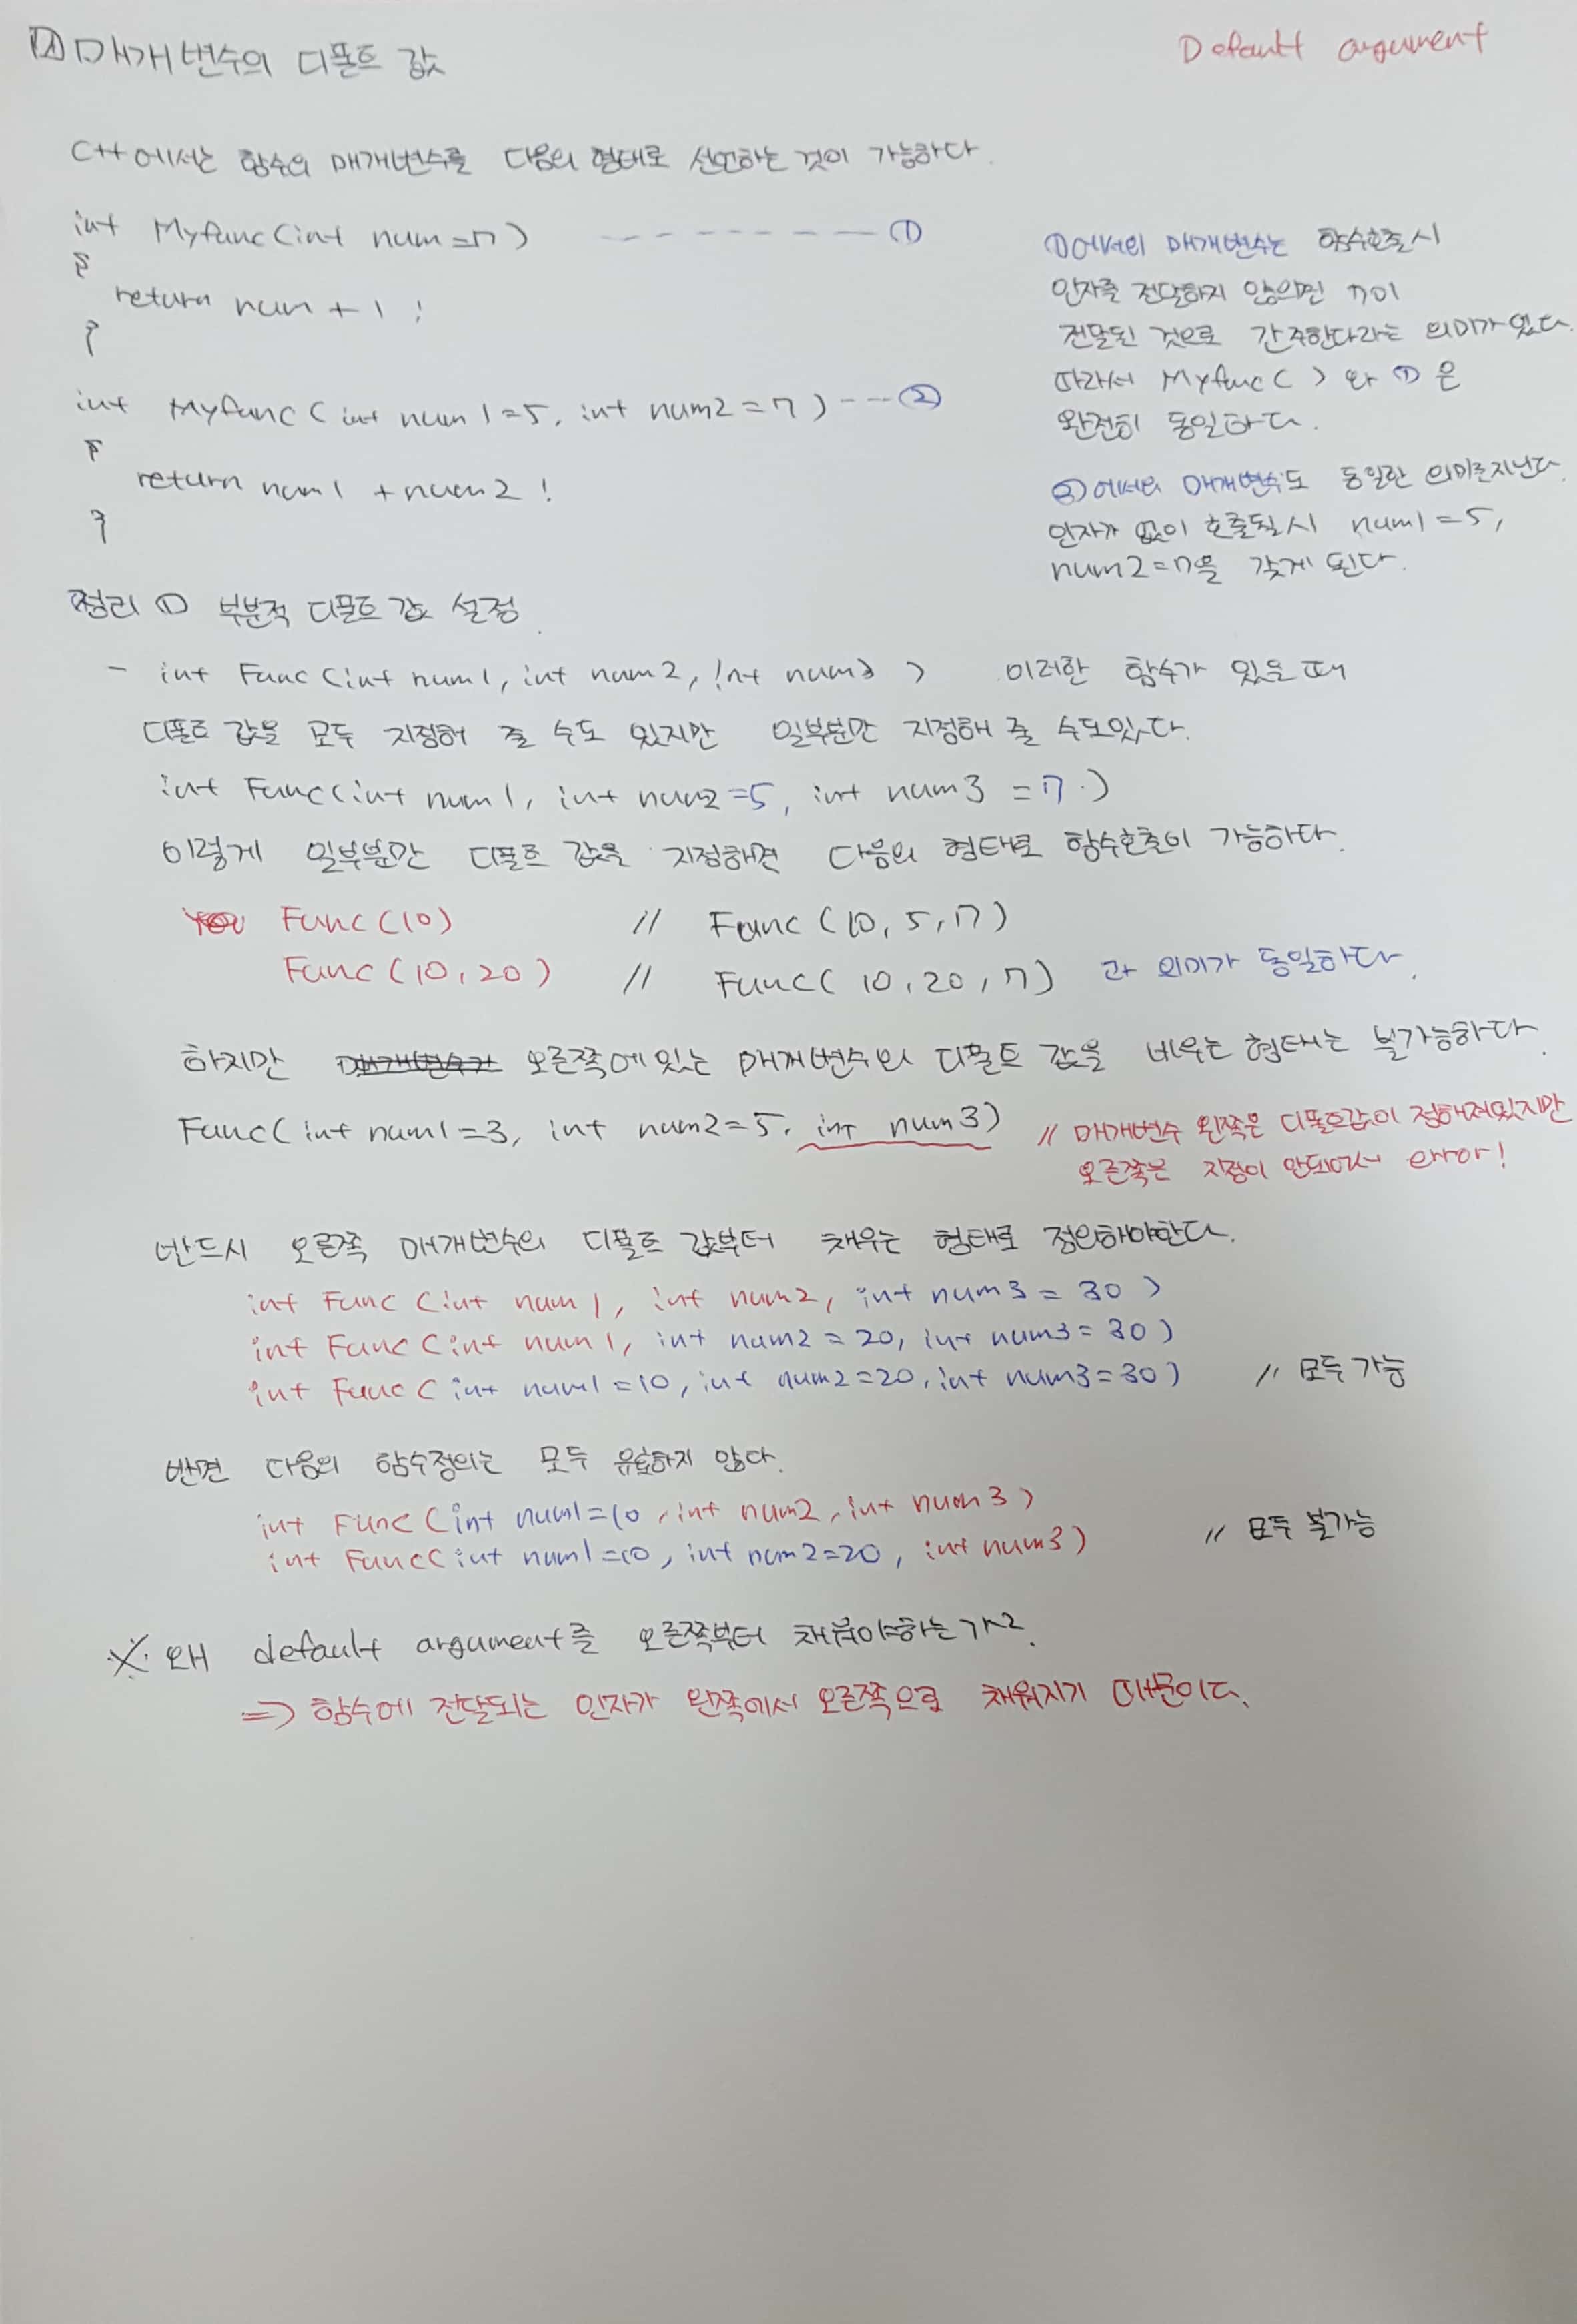 매개변수의 디폴트 값
Default argument
C++에서는 함수의 매개변수를 다음의 형태로 선언하는 것이 가능하다.
int Myfunc(int num=7) -------- ①
{
return num + 1 ;
}
int Myfunc(int num1=5, int num2=7) --- ②
{
return num1 + num2 ;
}
①에서의 매개변수는 함수호출시
인자를 전달하지 않으면 7이
전달된 것으로 간주한다라는 의미가 있다.
따라서 Myfunc( ) 와 ①은
완전히 동일하다.
②에서의 매개변수도 동일한 의미를 지닌다.
인자가 없이 호출될시 num1=5,
num2=7을 갖게 된다.
정리 ① 부분적 디폴트 값 설정.
- int Func(int num1, int num2, int num3 ) 이러한 함수가 있을 때
디폴트 값을 모두 지정해 줄 수도 있지만 일부분만 지정해 줄 수도있다.
int Func(int num1, int num2=5, int num3 =7.)
이렇게 일부분만 디폴트 값을 지정하면 다음의 형태로 함수호출이 가능하다.
Func(10) // Func(10,5,7)
Func(10,20) // Func( 10,20,7) 과 의미가 동일하다.
하지만 오른쪽에 있는 매개변수의 디폴트 값을 비우는 형태는 불가능하다.
Func( int num1=3, int num2=5, int num3) // 매개변수 왼쪽은 디폴트값이 정해져있지만
오른쪽은 지정이 안되어서 error!
반드시 오른쪽 매개변수의 디폴트 값부터 채우는 형태로 정의해야한다.
int Func (int num1, int num2, int num3 = 30 )
int Func (int num1, int num2 = 20, int num3=30)
int Func( int num1=10, int num2=20, int num3=30) // 모두 가능
반면 다음의 함수정의는 모두 유효하지 않다.
int Func(int num1=10, int num2, int num3)
int Func(int num1=10, int num2=20, int num3) // 모두 불가능
※ 왜 default argument를 오른쪽부터 채워야하는가?
=> 함수에 전달되는 인자가 왼쪽에서 오른쪽으로 채워지기 때문이다.